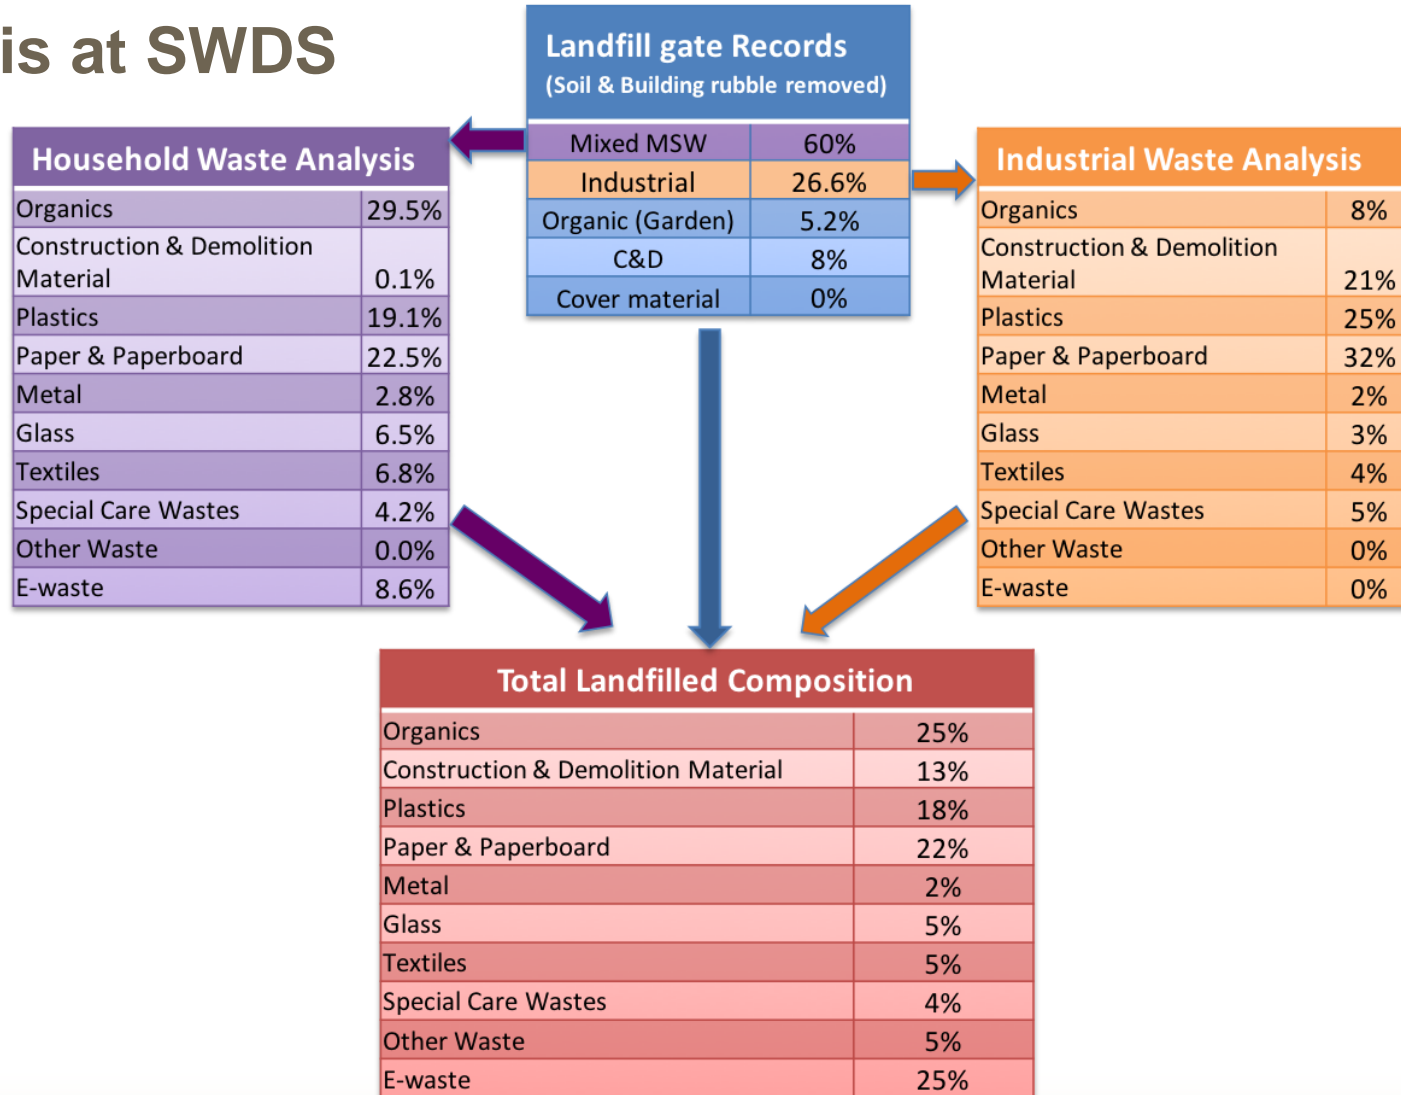 is at SWDS
Landfill gate Records
(Soil & Building rubble removed)
Mixed MSW 60%
Industrial 26.6%
Organic (Garden) 5.2%
C&D 8%
Cover material 0%
Household Waste Analysis
Organics 29.5%
Construction & Demolition
Material 0.1%
Plastics 19.1%
Paper & Paperboard 22.5%
Metal 2.8%
Glass 6.5%
Textiles 6.8%
Special Care Wastes 4.2%
Other Waste 0.0%
E-waste 8.6%
Industrial Waste Analysis
Organics 8%
Construction & Demolition
Material 21%
Plastics 25%
Paper & Paperboard 32%
Metal 2%
Glass 3%
Textiles 4%
Special Care Wastes 5%
Other Waste 0%
E-waste 0%
Total Landfilled Composition
Organics 25%
Construction & Demolition Material 13%
Plastics 18%
Paper & Paperboard 22%
Metal 2%
Glass 5%
Textiles 5%
Special Care Wastes 4%
Other Waste 5%
E-waste 25%